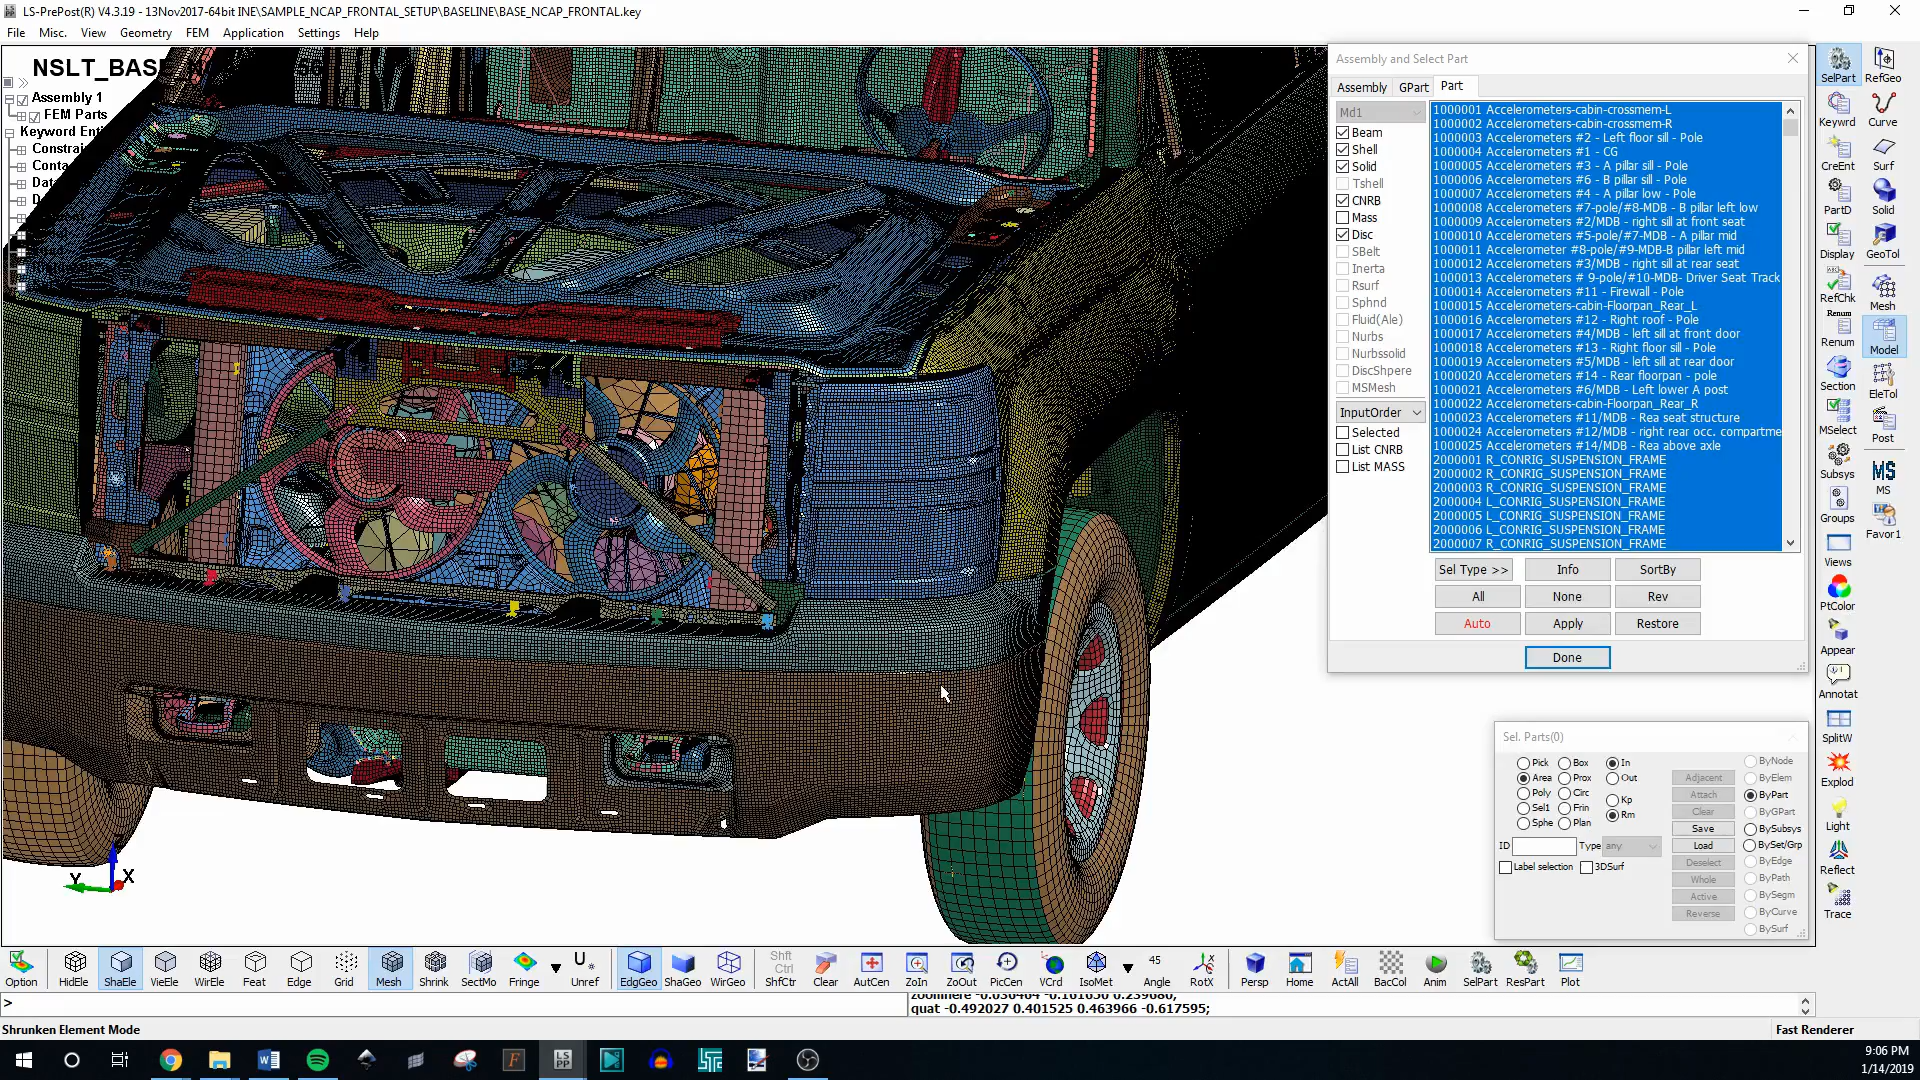 LS-PrePost(R) V4.3.19 - 13Nov2017-64bit INE\SAMPLE_NCAP_FRONTAL_SETUP\BASELINE\BASE_NCAP_FRONTAL.key
File Misc. View Geometry FEM Application Settings Help
NSLT_BAS
Assembly 1
FEM Parts
Keyword Enti
Constrain
Conta
Dat
Assembly and Select Part
Assembly GPart Part
Md1
Beam
Shell
Solid
Tshell
CNRB
Mass
Disc
SBelt
Inerta
Rsurf
Sphnd
Fluid(Ale)
Nurbs
Nurbssolid
DiscShpere
MSMesh
InputOrder
Selected
List CNRB
List MASS
1000001 Accelerometers-cabin-crossmem-L
1000002 Accelerometers-cabin-crossmem-R
1000003 Accelerometers #2 - Left floor sill - Pole
1000004 Accelerometers #1 - CG
1000005 Accelerometers #3 - A pillar sill - Pole
1000006 Accelerometers #6 - B pillar sill - Pole
1000007 Accelerometers #4 - A pillar low - Pole
1000008 Accelerometers #7-pole/#8-MDB - B pillar left low
1000009 Accelerometers #2/MDB - right sill at front seat
1000010 Accelerometers #5-pole/#7-MDB - A pillar mid
1000011 Accelerometer #8-pole/#9-MDB-B pillar left mid
1000012 Accelerometers #3/MDB - right sill at rear seat
1000013 Accelerometers # 9-pole/#10-MDB- Driver Seat Track
1000014 Accelerometers #11 - Firewall - Pole
1000015 Accelerometers-cabin-Floorpan_Rear_L
1000016 Accelerometers #12 - Right roof - Pole
1000017 Accelerometers #4/MDB - left sill at front door
1000018 Accelerometers #13 - Right floor sill - Pole
1000019 Accelerometers #5/MDB - left sill at rear door
1000020 Accelerometers #14 - Rear floorpan - pole
1000021 Accelerometers #6/MDB - Left lower A post
1000022 Accelerometers-cabin-Floorpan_Rear_R
1000023 Accelerometers #11/MDB - Rea seat structure
1000024 Accelerometers #12/MDB - right rear occ. compartme
1000025 Accelerometers #14/MDB - Rea above axle
2000001 R_CONRIG_SUSPENSION_FRAME
2000002 R_CONRIG_SUSPENSION_FRAME
2000003 R_CONRIG_SUSPENSION_FRAME
2000004 L_CONRIG_SUSPENSION_FRAME
2000005 L_CONRIG_SUSPENSION_FRAME
2000006 L_CONRIG_SUSPENSION_FRAME
2000007 R_CONRIG_SUSPENSION_FRAME
Sel Type >> Info SortBy
All None Rev
Auto Apply Restore
Done
Sel. Parts(0)
Pick Box In ByNode
Area Prox Out Adjacent ByElem
Poly Circ Kp Attach ByPart
Sel1 Frin Rm Clear ByGPart
Sphe Plan Save BySubsys
ID Type any Load BySet/Grp
Label selection 3DSurf Deselect ByEdge
Whole ByPath
Active BySegm
Reverse ByCurve
BySurf
SelPart RefGeo
Keywrd Curve
CreEnt Surf
PartD Solid
Display GeoTol
RefChk Mesh
Renum
Renum Model
Section EleTol
MSelect Post
Subsys MS
MS
Groups Favor1
Views
PtColor
Appear
Annotat
SplitW
Explod
Light
Reflect
Trace
Y X
Option HidEle ShaEle VieEle WirEle Feat Edge Grid Mesh Shrink SectMo Fringe Unref EdgGeo ShaGeo WirGeo Shft Ctrl ShfCtr Clear AutCen ZoIn ZoOut PicCen VCrd IsoMet 45 Angle RotX Persp Home ActAll BacCol Anim SelPart ResPart Plot
>
zoomhere -0.036464 -0.161650 0.239680;
quat -0.492027 0.401525 0.463966 -0.617595;
Shrunken Element Mode
Fast Renderer
LS PP
9:06 PM
1/14/2019